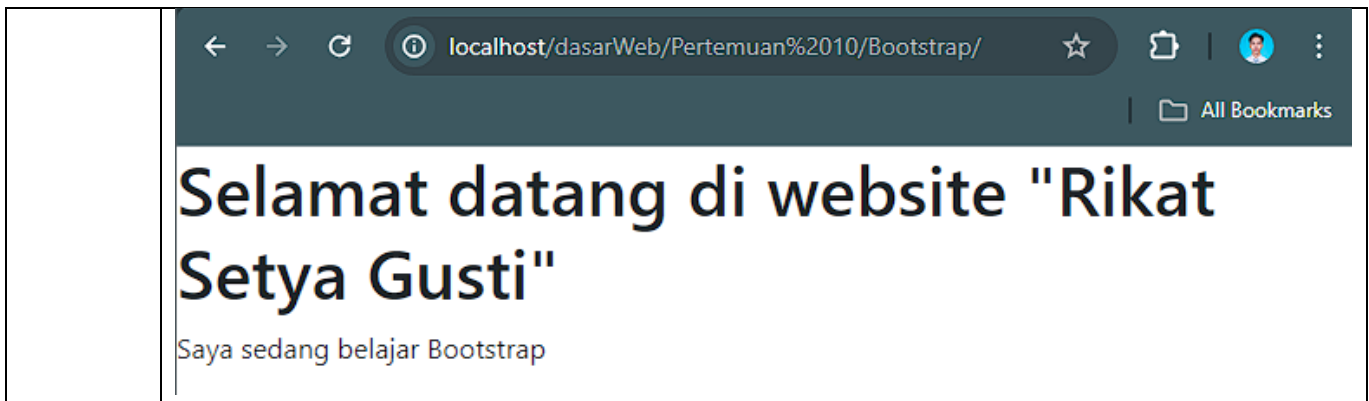 localhost/dasarWeb/Pertemuan%2010/Bootstrap/
All Bookmarks
Selamat datang di website "Rikat
Setya Gusti"
Saya sedang belajar Bootstrap